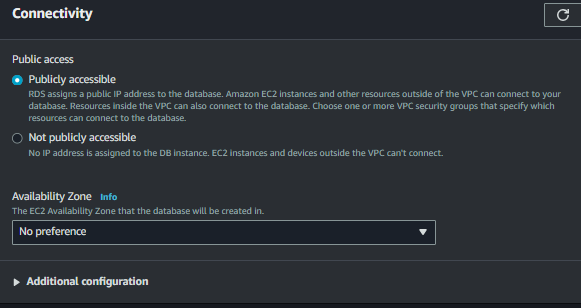 Connectivity
Public access
Publicly accessible
RDS assigns a public IP address to the database. Amazon EC2 instances and other resources outside of the VPC can connect to your
database. Resources inside the VPC can also connect to the database. Choose one or more VPC security groups that specify which
resources can connect to the database.
Not publicly accessible
No IP address is assigned to the DB instance. EC2 instances and devices outside the VPC can't connect.
Availability Zone Info
The EC2 Availability Zone that the database will be created in.
No preference
Additional configuration